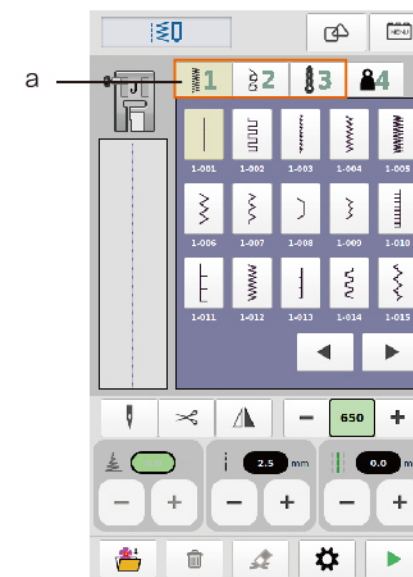 MENU
a
J
1 2 3 4
1-001 1-002 1-003 1-004 1-005
1-006 1-007 1-008 1-009 1-010
1-011 1-012 1-013 1-014 1-015
− 650 +
2.5 mm 0.0 m
− + − + − +